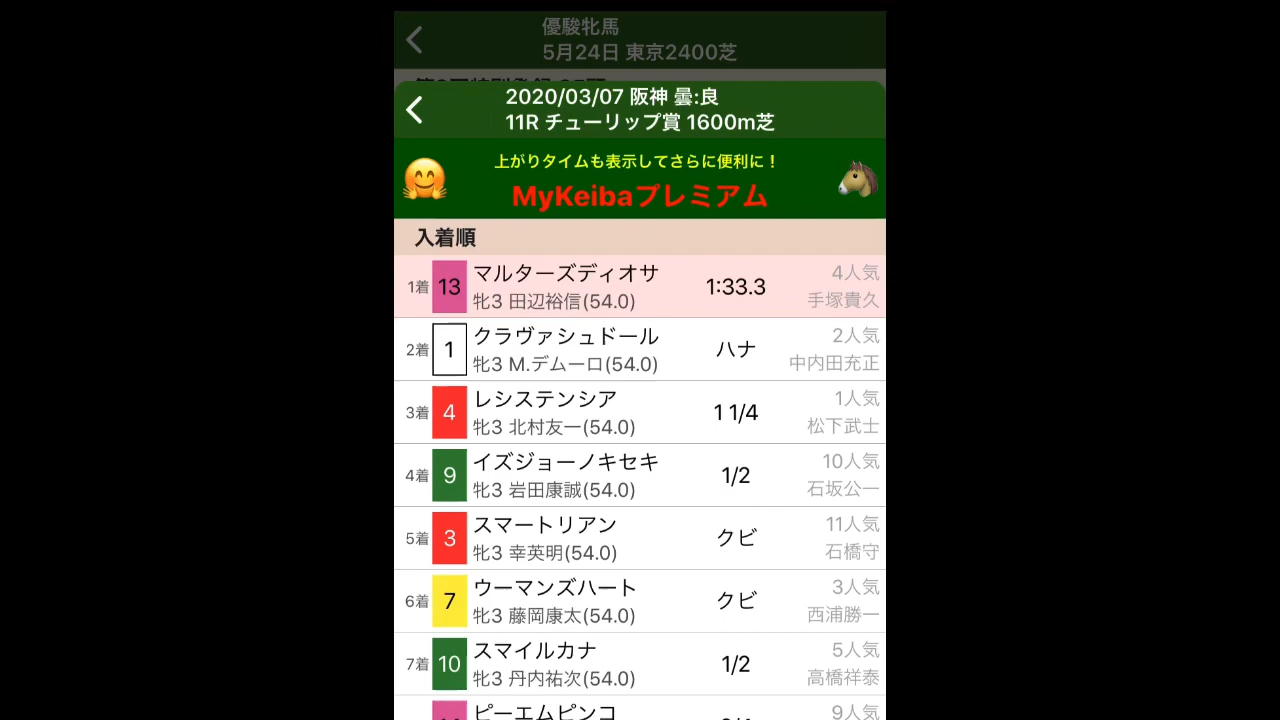 優駿牝馬
5月24日 東京2400芝
2020/03/07 阪神 曇:良
11R チューリップ賞 1600m芝
上がりタイムも表示してさらに便利に！
MyKeibaプレミアム
入着順
1着 13 マルターズディオサ 1:33.3 4人気
牝3 田辺裕信(54.0) 手塚貴久
2着 1 クラヴァシュドール ハナ 2人気
牝3 M.デムーロ(54.0) 中内田充正
3着 4 レシステンシア 1 1/4 1人気
牝3 北村友一(54.0) 松下武士
4着 9 イズジョーノキセキ 1/2 10人気
牝3 岩田康誠(54.0) 石坂公一
5着 3 スマートリアン クビ 11人気
牝3 幸英明(54.0) 石橋守
6着 7 ウーマンズハート クビ 3人気
牝3 藤岡康太(54.0) 西浦勝一
7着 10 スマイルカナ 1/2 5人気
牝3 丹内祐次(54.0) 高橋祥泰
ピーエムピンコ 9人気